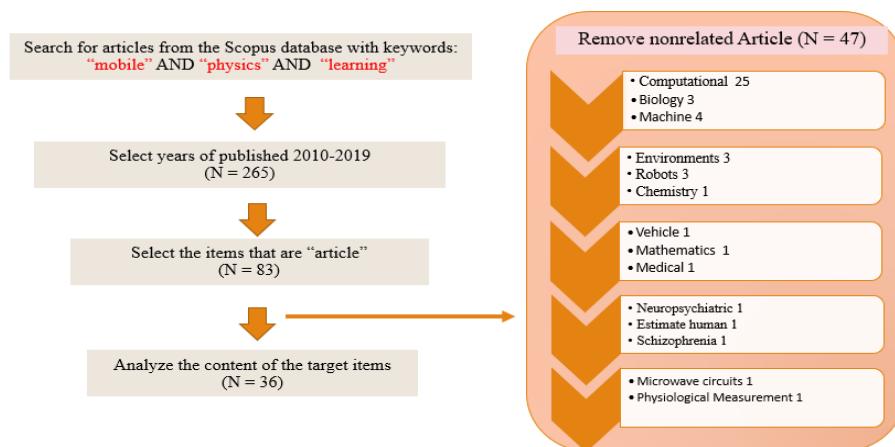 Search for articles from the Scopus database with keywords:
“mobile” AND “physics” AND “learning”
Select years of published 2010-2019
(N = 265)
Select the items that are “article”
(N = 83)
Analyze the content of the target items
(N = 36)
Remove nonrelated Article (N = 47)
• Computational 25
• Biology 3
• Machine 4
• Environments 3
• Robots 3
• Chemistry 1
• Vehicle 1
• Mathematics 1
• Medical 1
• Neuropsychiatric 1
• Estimate human 1
• Schizophrenia 1
• Microwave circuits 1
• Physiological Measurement 1